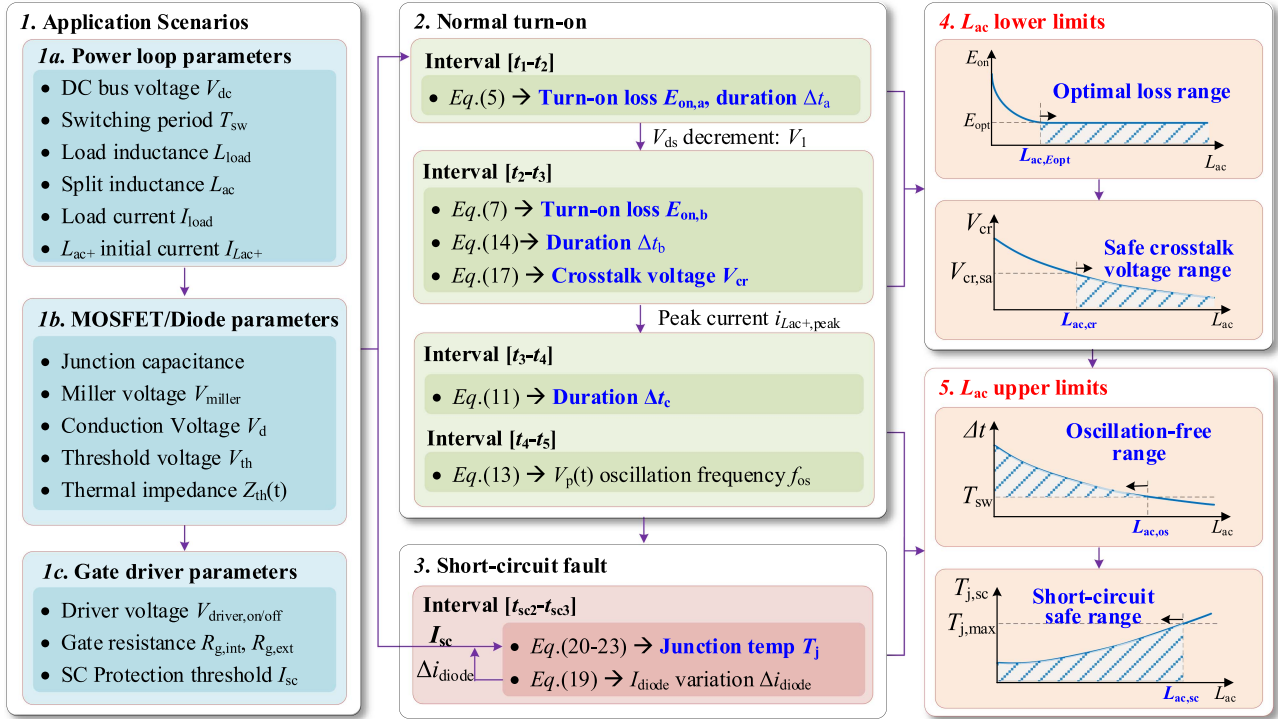 1. Application Scenarios
1a. Power loop parameters
• DC bus voltage Vdc
• Switching period Tsw
• Load inductance Lload
• Split inductance Lac
• Load current Iload
• Lac+ initial current ILac+
1b. MOSFET/Diode parameters
• Junction capacitance
• Miller voltage Vmiller
• Conduction Voltage Vd
• Threshold voltage Vth
• Thermal impedance Zth(t)
1c. Gate driver parameters
• Driver voltage Vdriver,on/off
• Gate resistance Rg,int, Rg,ext
• SC Protection threshold Isc
2. Normal turn-on
Interval [t1-t2]
• Eq.(5) → Turn-on loss Eon,a, duration Δta
Vds decrement: V1
Interval [t2-t3]
• Eq.(7) → Turn-on loss Eon,b
• Eq.(14)→ Duration Δtb
• Eq.(17) → Crosstalk voltage Vcr
Peak current iLac+,peak
Interval [t3-t4]
• Eq.(11) → Duration Δtc
Interval [t4-t5]
• Eq.(13) → Vp(t) oscillation frequency fos
3. Short-circuit fault
Interval [tsc2-tsc3]
Isc
• Eq.(20-23) → Junction temp Tj
Δidiode
• Eq.(19) → Idiode variation Δidiode
4. Lac lower limits
Eon
Optimal loss range
Eopt
Lac,Eopt
Lac
Vcr
Safe crosstalk
voltage range
Vcr,sa
Lac,cr
Lac
5. Lac upper limits
Δt
Oscillation-free
range
Tsw
Lac,os
Lac
Tj,sc
Short-circuit
safe range
Tj,max
Lac,sc
Lac